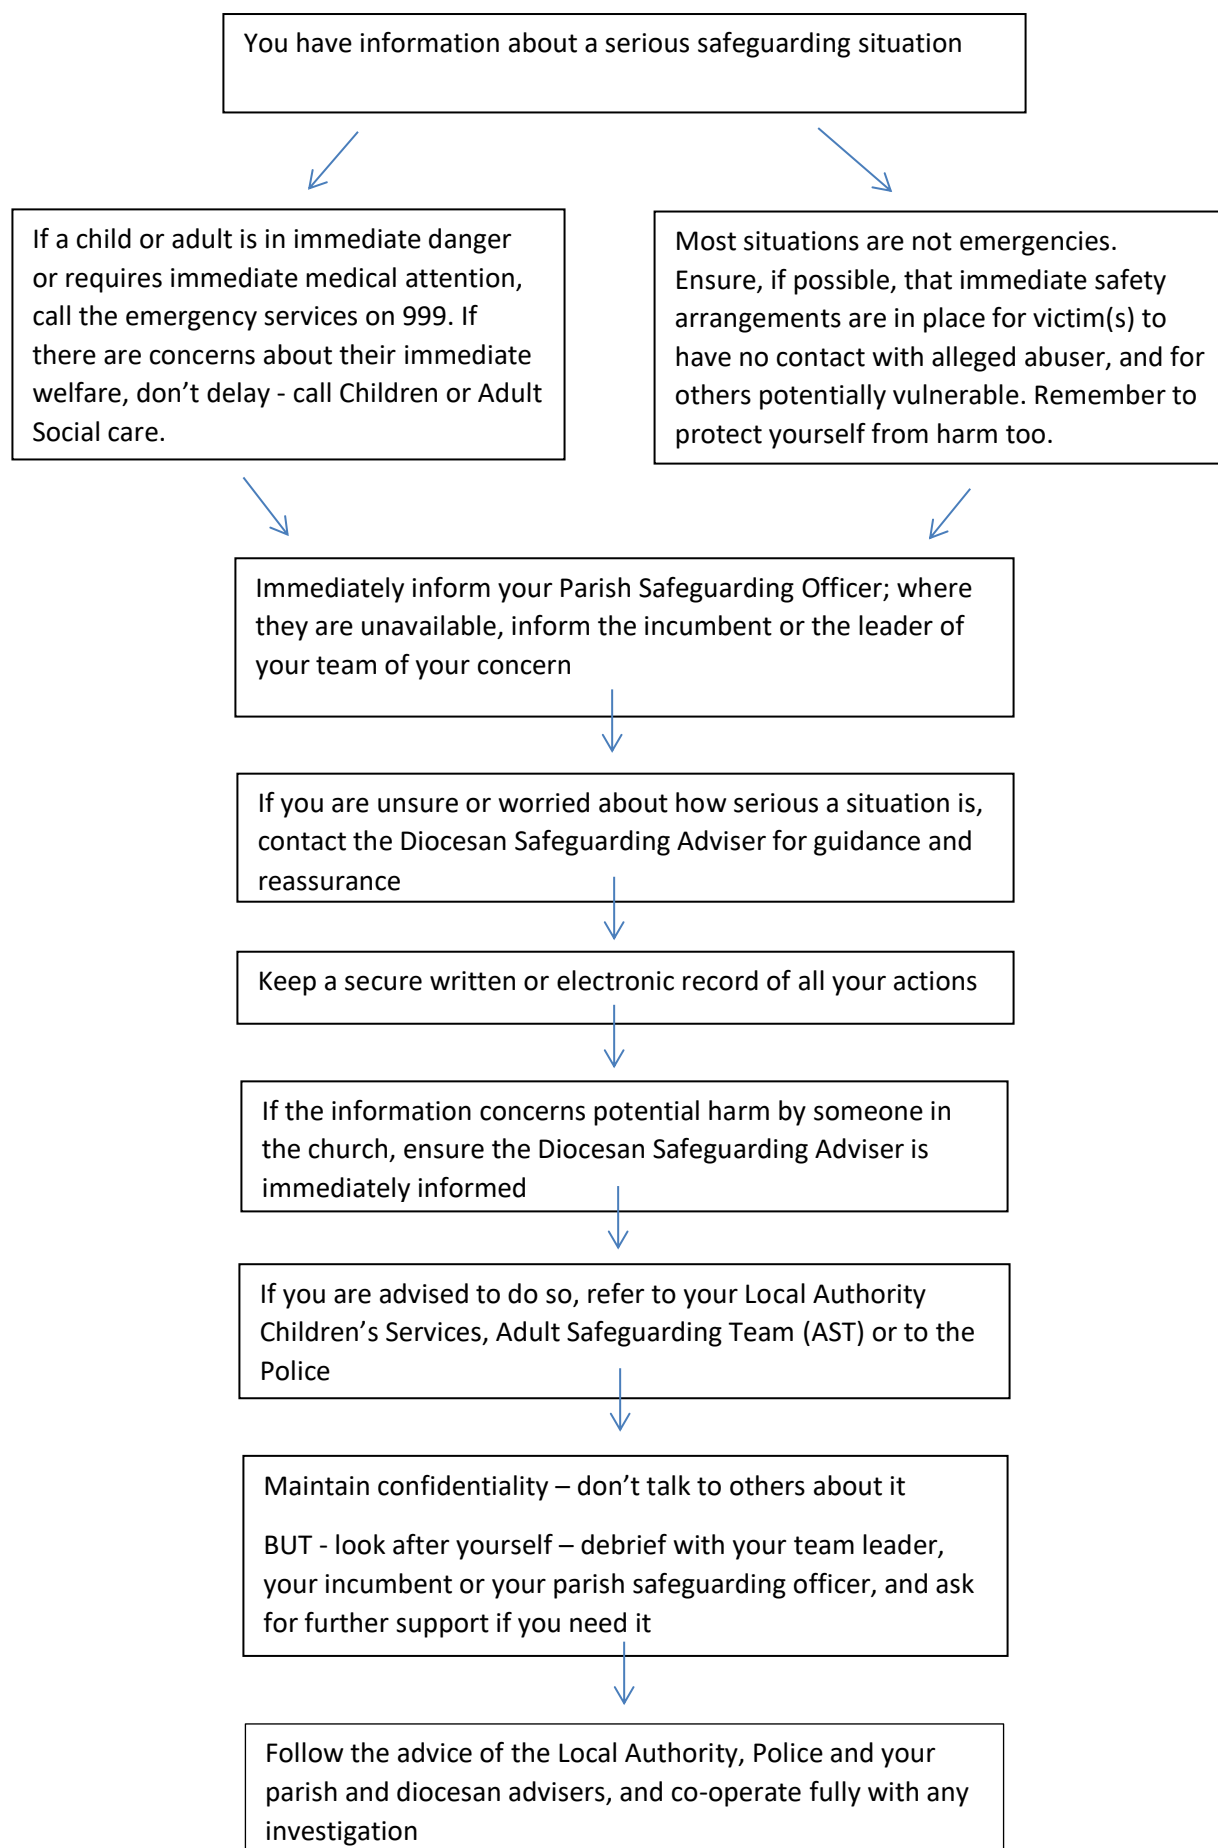 You have information about a serious safeguarding situation
If a child or adult is in immediate danger
or requires immediate medical attention,
call the emergency services on 999. If
there are concerns about their immediate
welfare, don’t delay - call Children or Adult
Social care.
Most situations are not emergencies.
Ensure, if possible, that immediate safety
arrangements are in place for victim(s) to
have no contact with alleged abuser, and for
others potentially vulnerable. Remember to
protect yourself from harm too.
Immediately inform your Parish Safeguarding Officer; where
they are unavailable, inform the incumbent or the leader of
your team of your concern
If you are unsure or worried about how serious a situation is,
contact the Diocesan Safeguarding Adviser for guidance and
reassurance
Keep a secure written or electronic record of all your actions
If the information concerns potential harm by someone in
the church, ensure the Diocesan Safeguarding Adviser is
immediately informed
If you are advised to do so, refer to your Local Authority
Children’s Services, Adult Safeguarding Team (AST) or to the
Police
Maintain confidentiality – don’t talk to others about it
BUT - look after yourself – debrief with your team leader,
your incumbent or your parish safeguarding officer, and ask
for further support if you need it
Follow the advice of the Local Authority, Police and your
parish and diocesan advisers, and co-operate fully with any
investigation